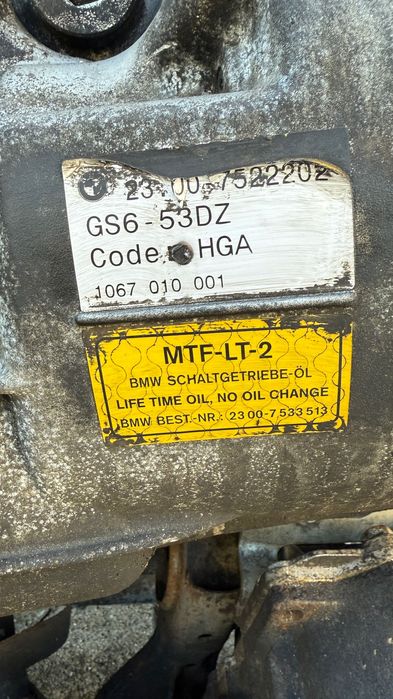 23.00.7522202
GS6-53DZ
Code. HGA
1067 010 001
MTF-LT-2
BMW SCHALTGETRIEBE-ÖL
LIFE TIME OIL, NO OIL CHANGE
BMW BEST.-NR.: 23 00-7 533 513